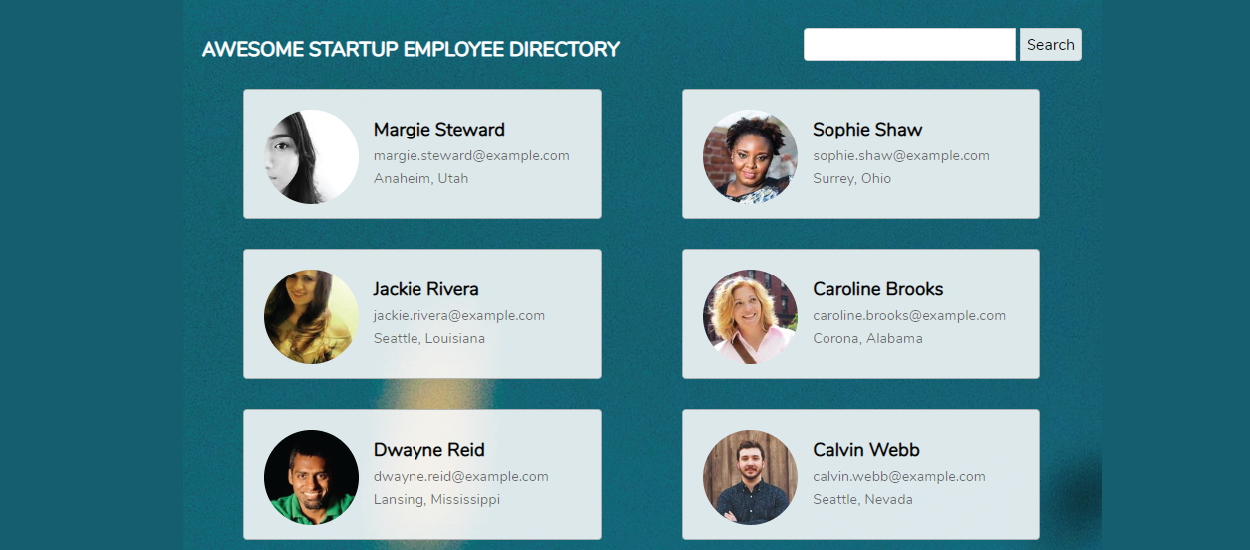 AWESOME STARTUP EMPLOYEE DIRECTORY
Search
Margie Steward
margie.steward@example.com
Anaheim, Utah
Sophie Shaw
sophie.shaw@example.com
Surrey, Ohio
Jackie Rivera
jackie.rivera@example.com
Seattle, Louisiana
Caroline Brooks
caroline.brooks@example.com
Corona, Alabama
Dwayne Reid
dwayne.reid@example.com
Lansing, Mississippi
Calvin Webb
calvin.webb@example.com
Seattle, Nevada